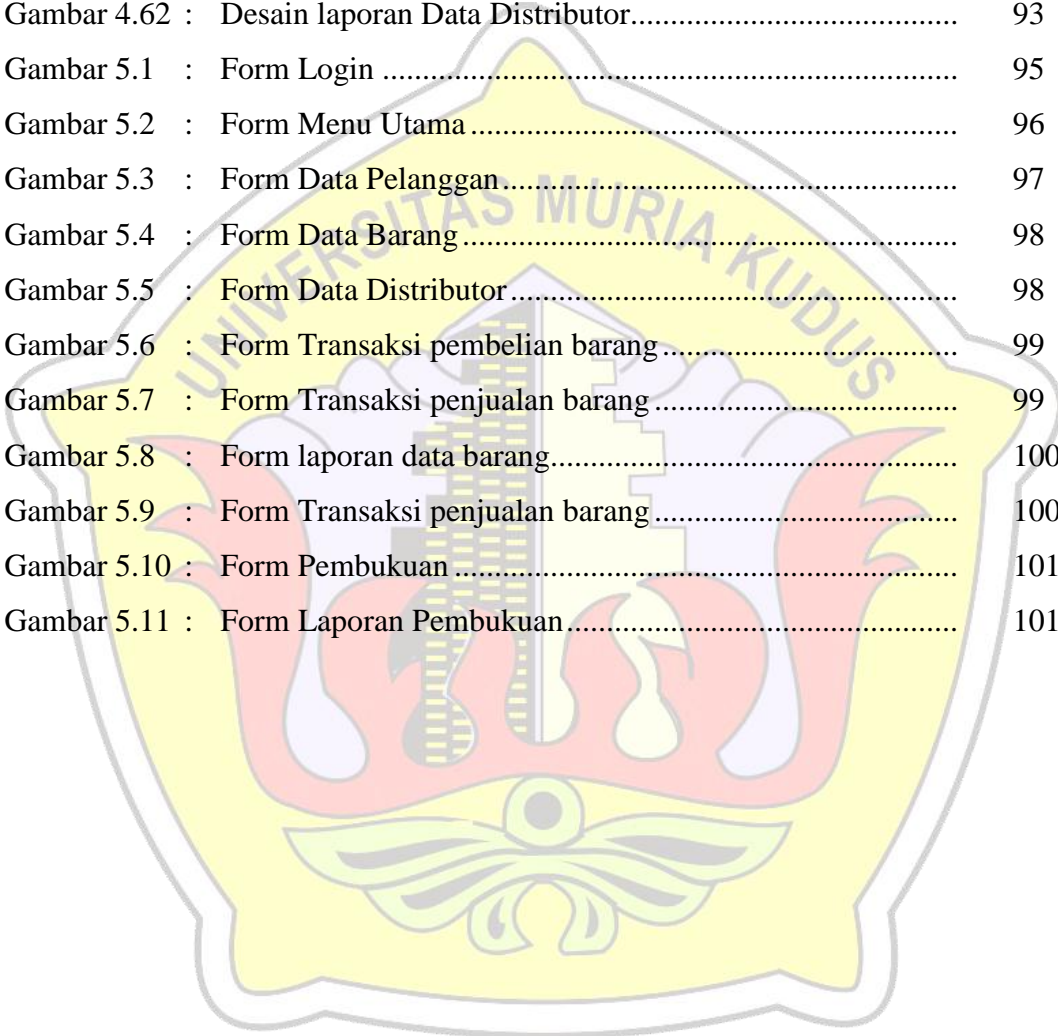 Gambar 4.62 : Desain laporan Data Distributor........................................ 93
Gambar 5.1 : Form Login ...................................................................... 95
Gambar 5.2 : Form Menu Utama ........................................................... 96
Gambar 5.3 : Form Data Pelanggan....................................................... 97
Gambar 5.4 : Form Data Barang ............................................................ 98
Gambar 5.5 : Form Data Distributor ...................................................... 98
Gambar 5.6 : Form Transaksi pembelian barang .................................... 99
Gambar 5.7 : Form Transaksi penjualan barang ..................................... 99
Gambar 5.8 : Form laporan data barang.................................................. 100
Gambar 5.9 : Form Transaksi penjualan barang ..................................... 100
Gambar 5.10 : Form Pembukuan ............................................................. 101
Gambar 5.11 : Form Laporan Pembukuan ................................................ 101
UNIVERSITAS MURIA KUDUS